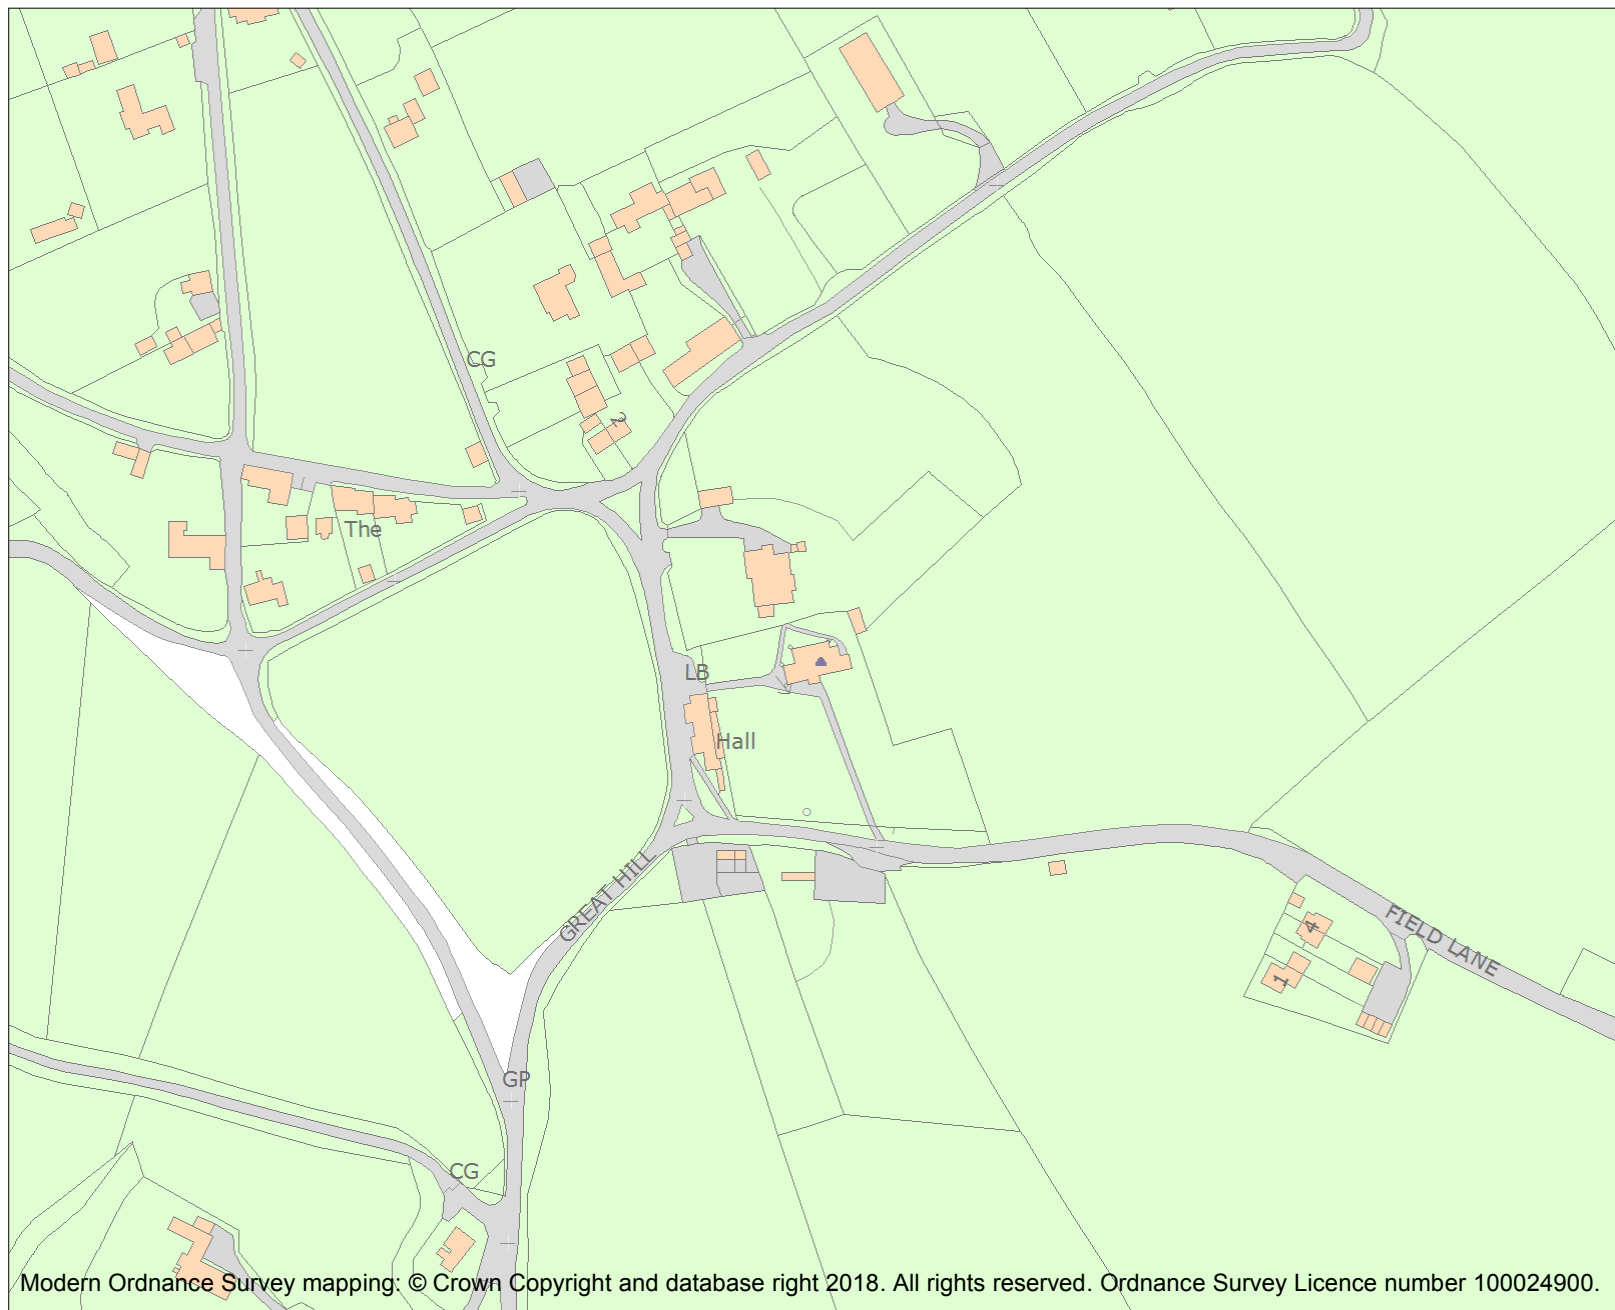 CG
2
The
LB
Hall
GREAT HILL
4
FIELD LANE
1
GP
CG
Modern Ordnance Survey mapping: © Crown Copyright and database right 2018. All rights reserved. Ordnance Survey Licence number 100024900.